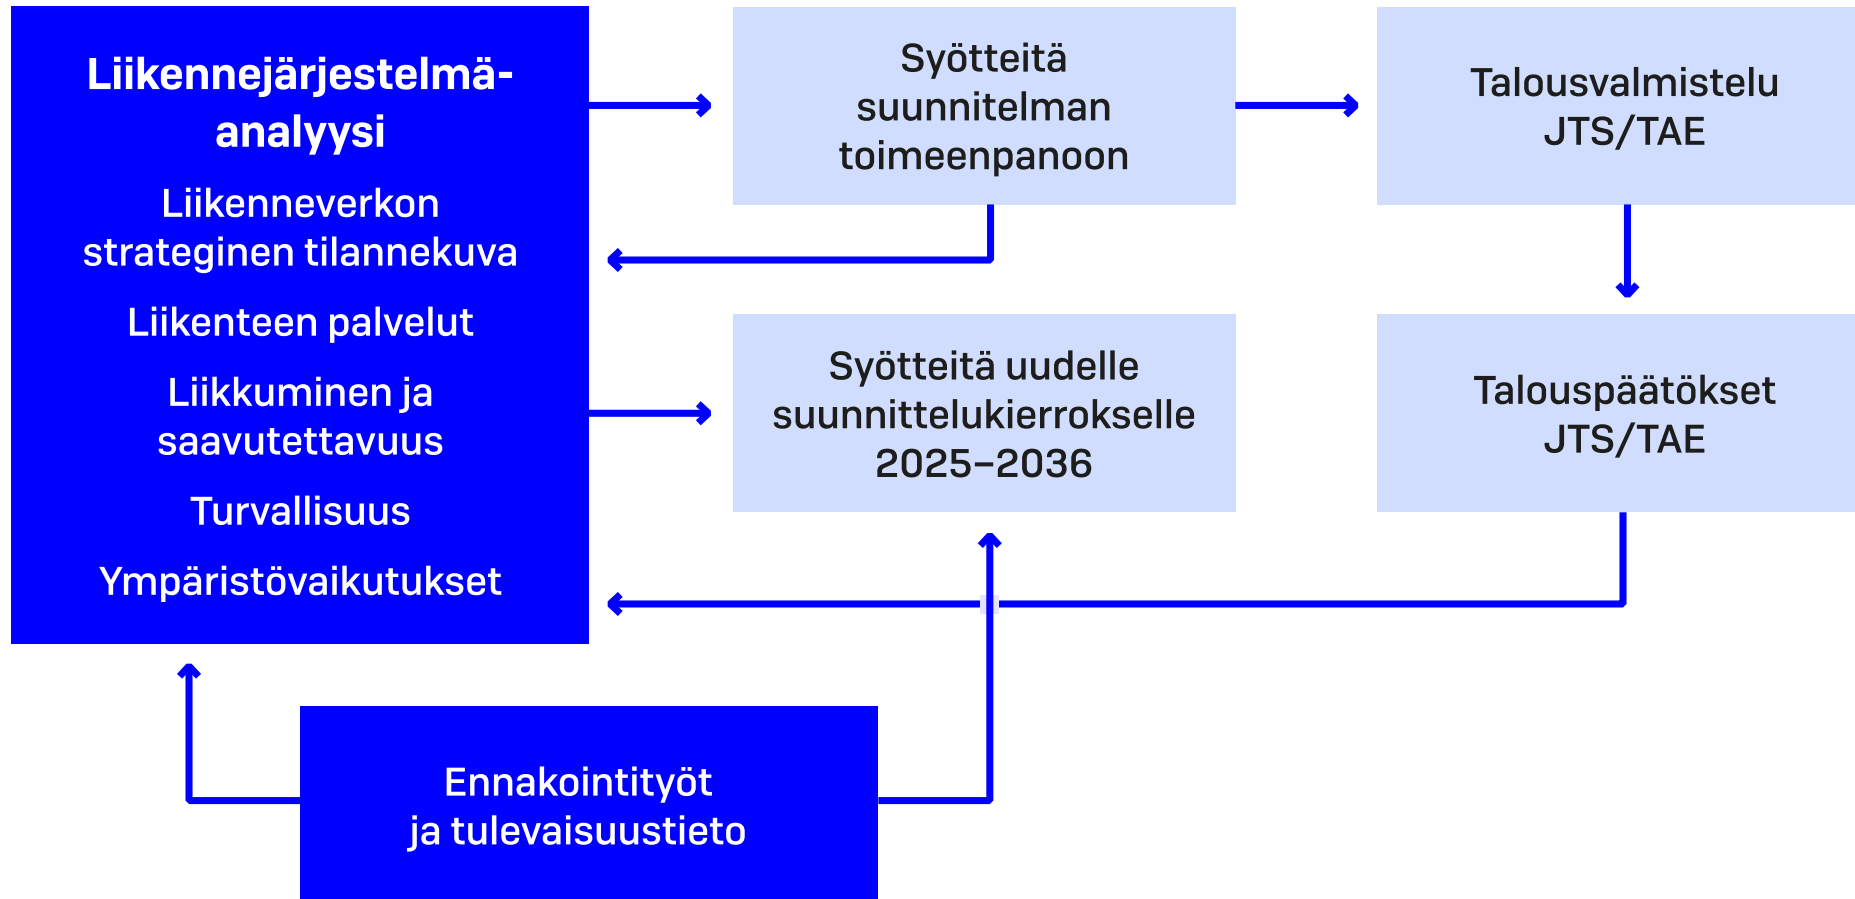 Liikennejärjestelmä-
analyysi
Liikenneverkon
strateginen tilannekuva
Liikenteen palvelut
Liikkuminen ja
saavutettavuus
Turvallisuus
Ympäristövaikutukset
Syötteitä
suunnitelman
toimeenpanoon
Talousvalmistelu
JTS/TAE
Syötteitä uudelle
suunnittelukierrokselle
2025–2036
Talouspäätökset
JTS/TAE
Ennakointityöt
ja tulevaisuustieto